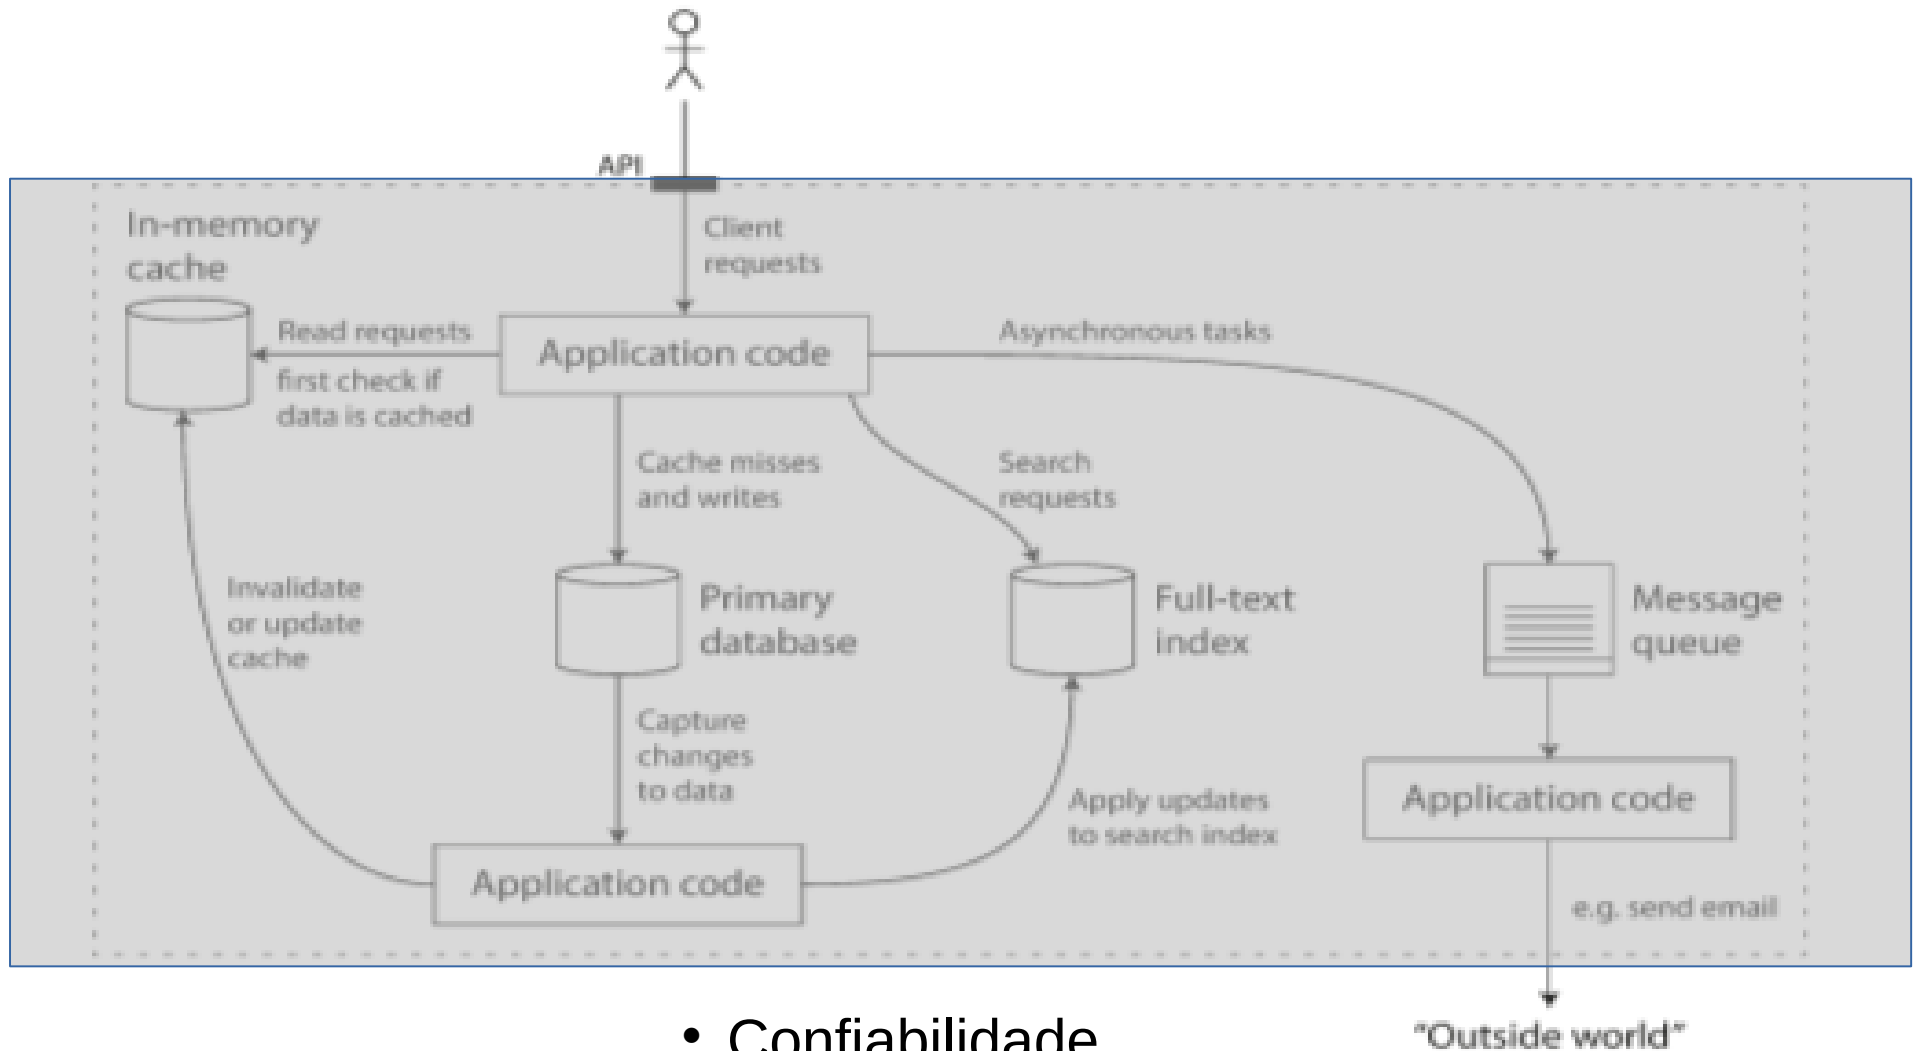 API
In-memory
cache
Client
requests
Read requests
first check if
data is cached
Application code
Asynchronous tasks
Cache misses
and writes
Search
requests
Invalidate
or update
cache
Primary
database
Full-text
index
Message
queue
Capture
changes
to data
Apply updates
to search index
Application code
Application code
e.g. send email
"Outside world"
• Confiabilidade